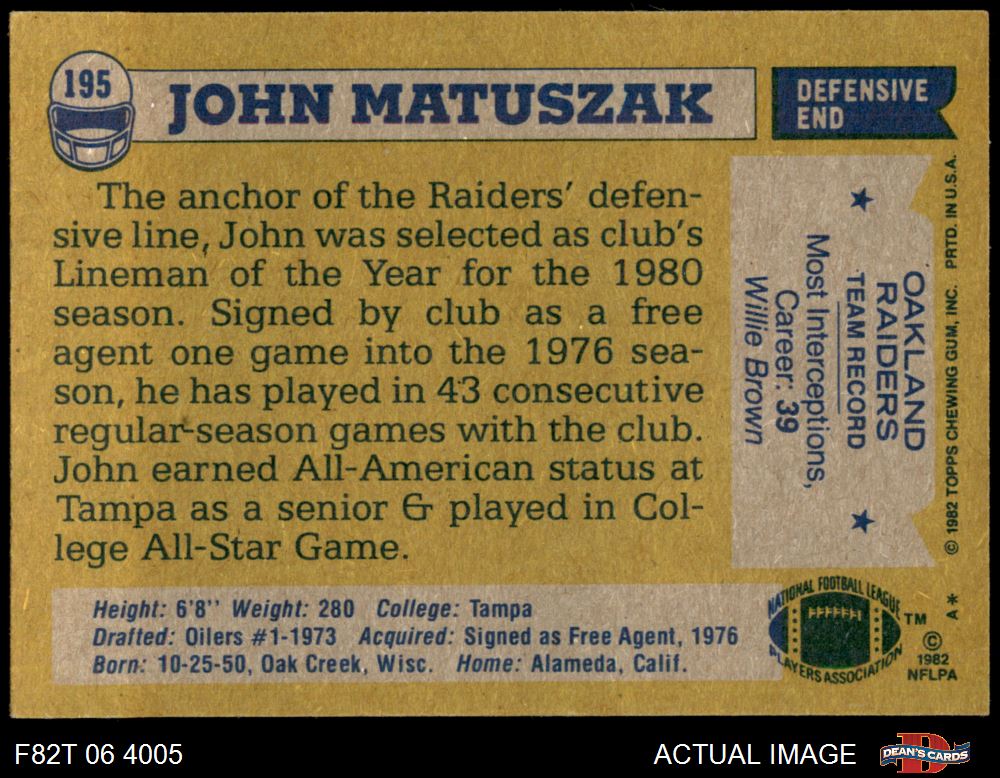 195
JOHN MATUSZAK
DEFENSIVE
END
The anchor of the Raiders' defen-
sive line, John was selected as club's
Lineman of the Year for the 1980
season. Signed by club as a free
agent one game into the 1976 sea-
son, he has played in 43 consecutive
regular-season games with the club.
John earned All-American status at
Tampa as a senior & played in Col-
lege All-Star Game.
OAKLAND
RAIDERS
TEAM RECORD
Most Interceptions,
Career: 39
Willie Brown
© 1982 TOPPS CHEWING GUM, INC. PRTD. IN U.S.A.
Height: 6'8" Weight: 280 College: Tampa
Drafted: Oilers #1-1973 Acquired: Signed as Free Agent, 1976
Born: 10-25-50, Oak Creek, Wisc. Home: Alameda, Calif.
NATIONAL FOOTBALL LEAGUE
PLAYERS ASSOCIATION
TM
A*
©
1982
NFLPA
F82T 06 4005
ACTUAL IMAGE
D
DEAN'S CARDS